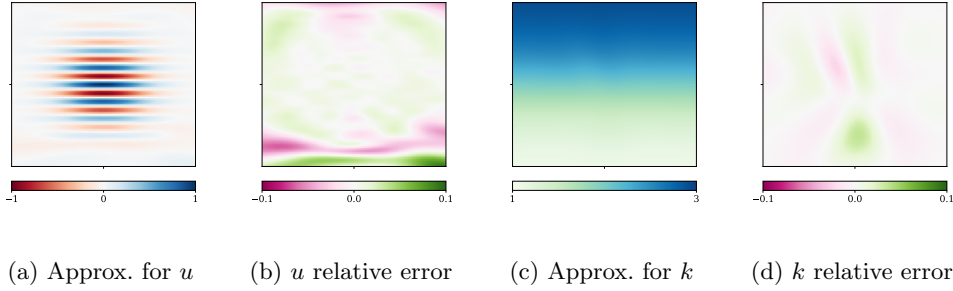 −1 0 1
−0.1 0.0 0.1
1 3
−0.1 0.0 0.1
(a) Approx. for u
(b) u relative error
(c) Approx. for k
(d) k relative error